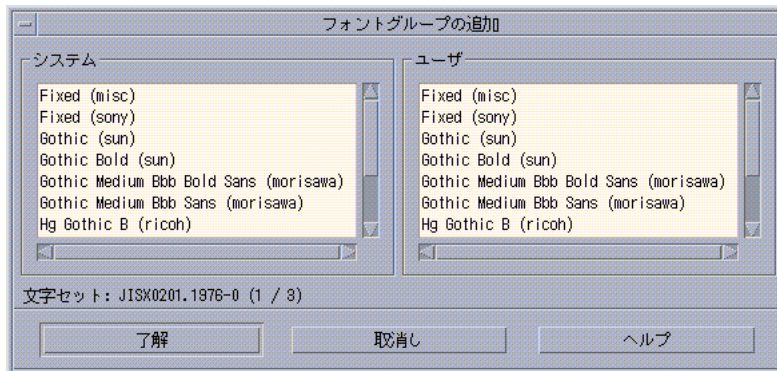 フォントグループの追加
システム
Fixed (misc)
Fixed (sony)
Gothic (sun)
Gothic Bold (sun)
Gothic Medium Bbb Bold Sans (morisawa)
Gothic Medium Bbb Sans (morisawa)
Hg Gothic B (ricoh)
ユーザ
Fixed (misc)
Fixed (sony)
Gothic (sun)
Gothic Bold (sun)
Gothic Medium Bbb Bold Sans (morisawa)
Gothic Medium Bbb Sans (morisawa)
Hg Gothic B (ricoh)
文字セット: JISX0201.1976-0 (1 / 3)
了解
取消し
ヘルプ